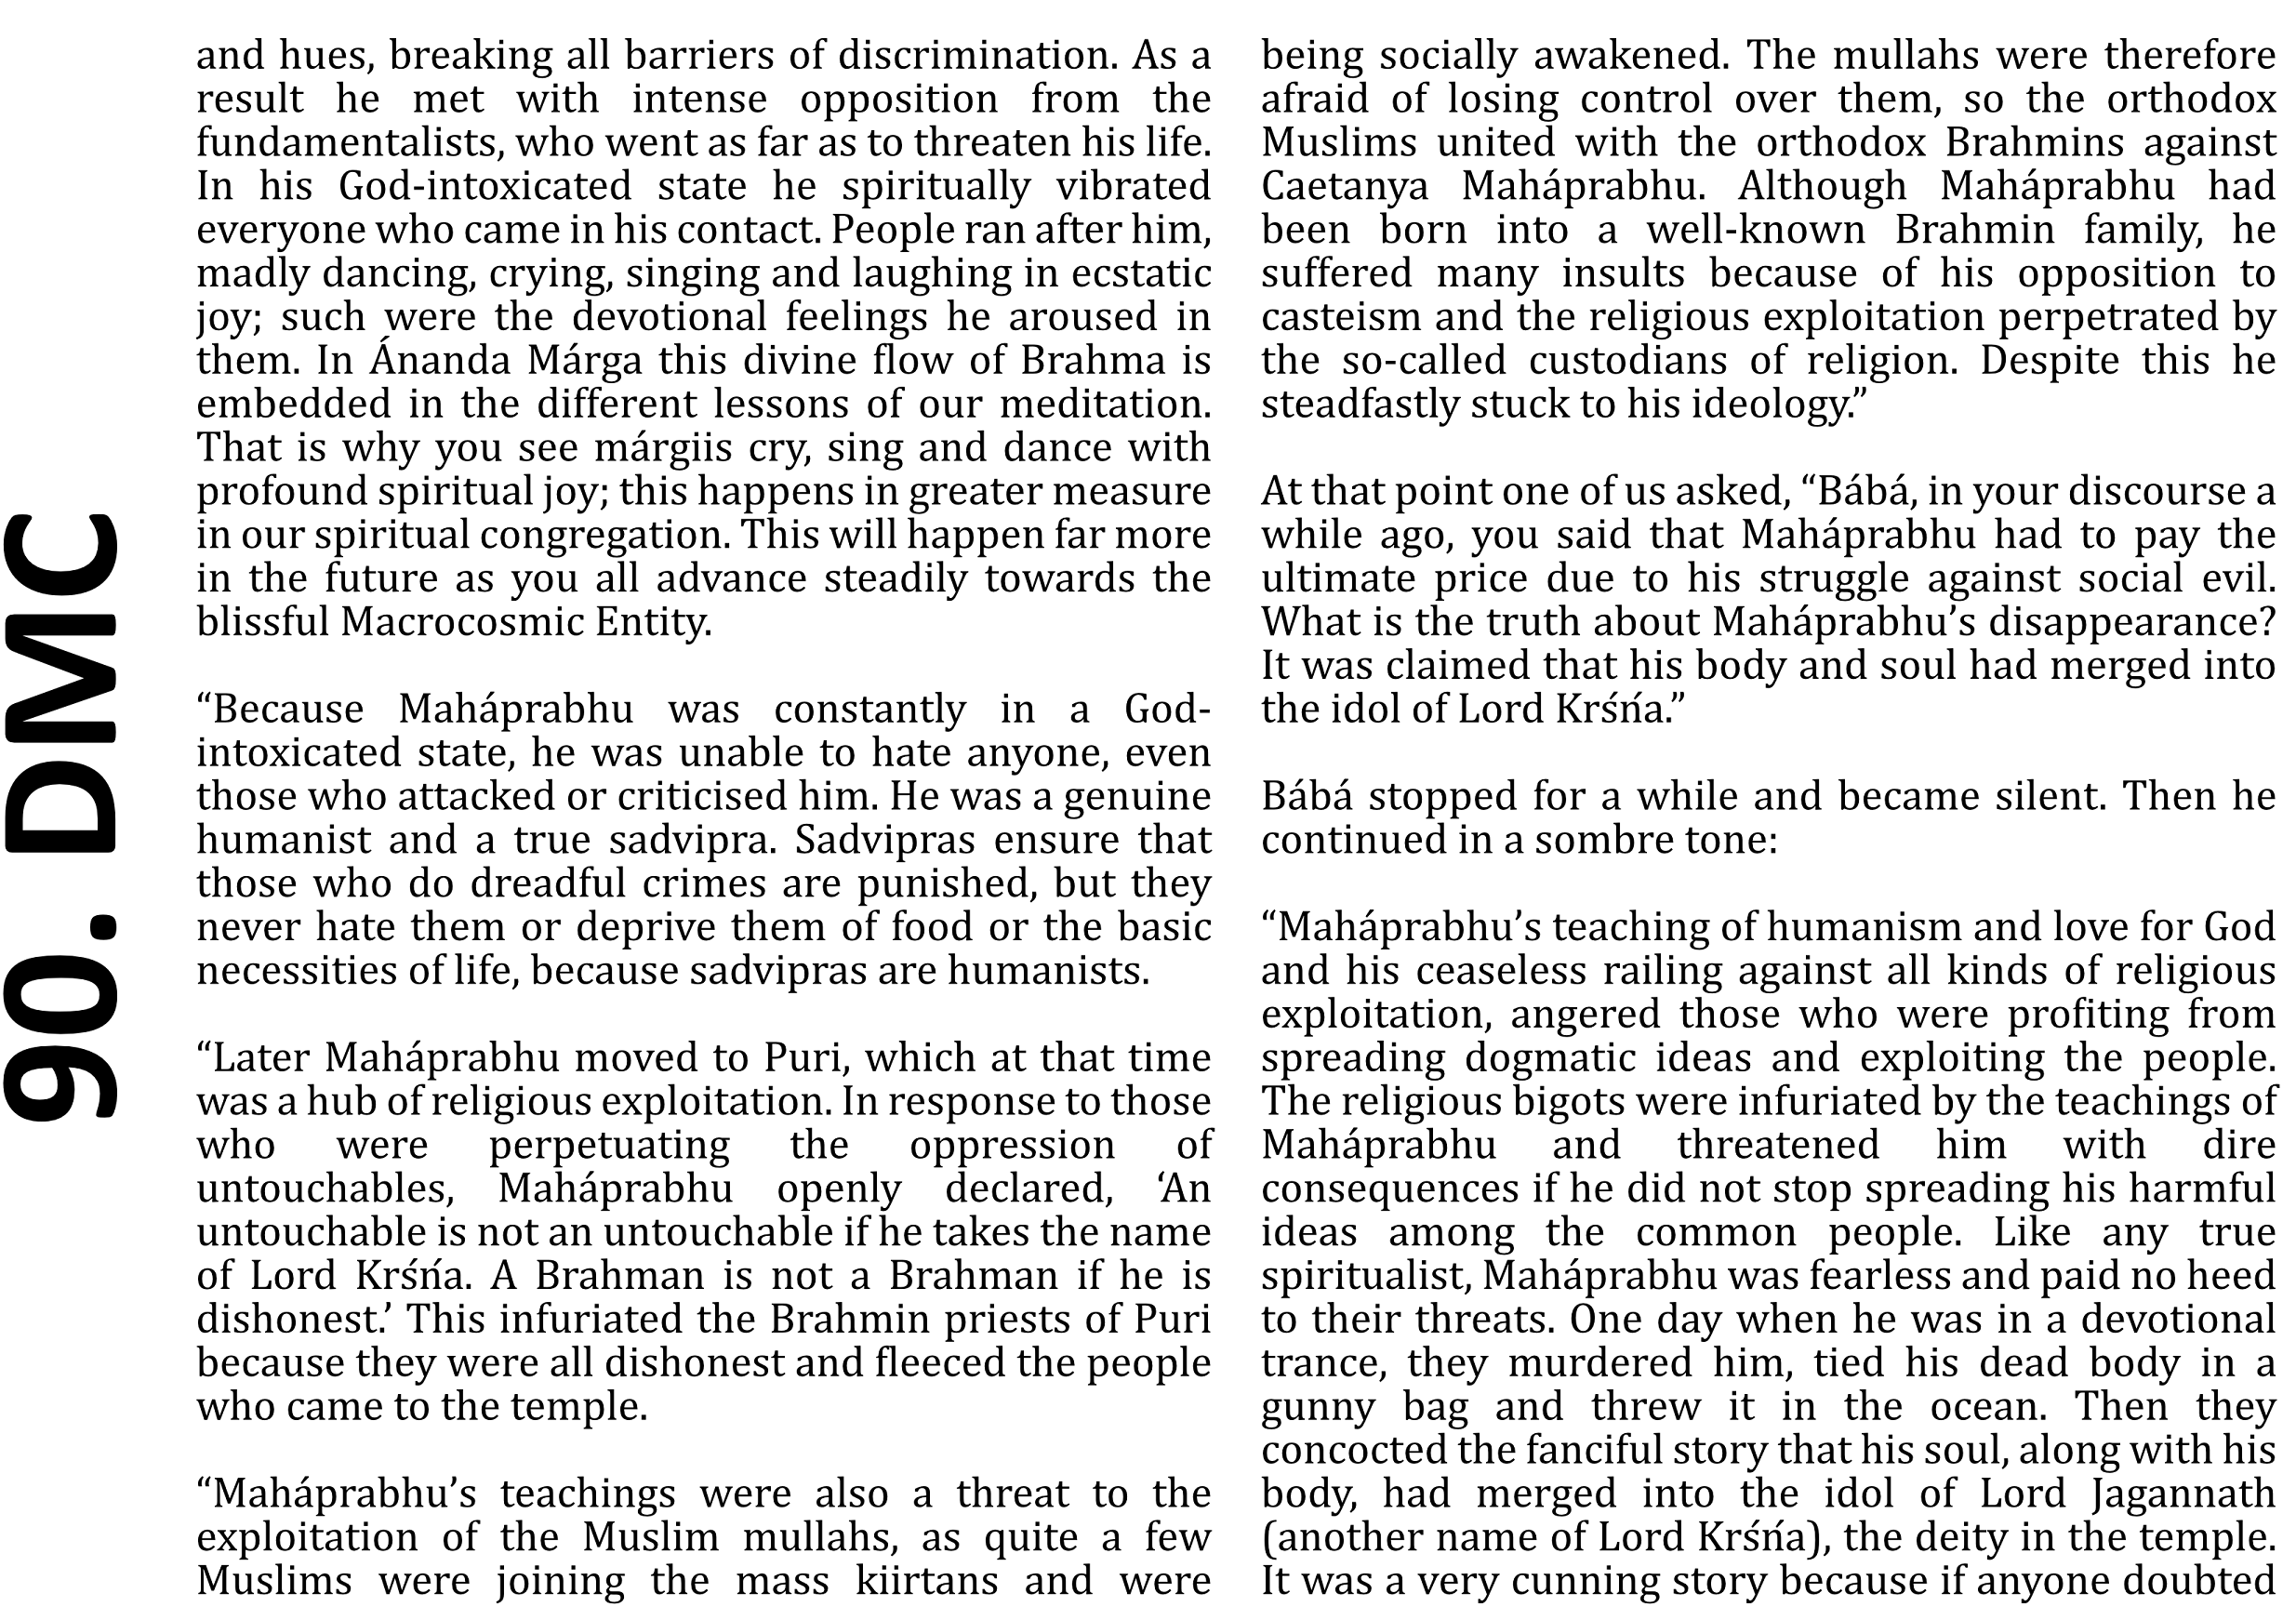 90. DMC
and hues, breaking all barriers of discrimination. As a
result he met with intense opposition from the
fundamentalists, who went as far as to threaten his life.
In his God-intoxicated state he spiritually vibrated
everyone who came in his contact. People ran after him,
madly dancing, crying, singing and laughing in ecstatic
joy; such were the devotional feelings he aroused in
them. In Ánanda Márga this divine flow of Brahma is
embedded in the different lessons of our meditation.
That is why you see márgiis cry, sing and dance with
profound spiritual joy; this happens in greater measure
in our spiritual congregation. This will happen far more
in the future as you all advance steadily towards the
blissful Macrocosmic Entity.
“Because Maháprabhu was constantly in a God-
intoxicated state, he was unable to hate anyone, even
those who attacked or criticised him. He was a genuine
humanist and a true sadvipra. Sadvipras ensure that
those who do dreadful crimes are punished, but they
never hate them or deprive them of food or the basic
necessities of life, because sadvipras are humanists.
“Later Maháprabhu moved to Puri, which at that time
was a hub of religious exploitation. In response to those
who were perpetuating the oppression of
untouchables, Maháprabhu openly declared, ‘An
untouchable is not an untouchable if he takes the name
of Lord Krśńa. A Brahman is not a Brahman if he is
dishonest.’ This infuriated the Brahmin priests of Puri
because they were all dishonest and fleeced the people
who came to the temple.
“Maháprabhu’s teachings were also a threat to the
exploitation of the Muslim mullahs, as quite a few
Muslims were joining the mass kiirtans and were
being socially awakened. The mullahs were therefore
afraid of losing control over them, so the orthodox
Muslims united with the orthodox Brahmins against
Caetanya Maháprabhu. Although Maháprabhu had
been born into a well-known Brahmin family, he
suffered many insults because of his opposition to
casteism and the religious exploitation perpetrated by
the so-called custodians of religion. Despite this he
steadfastly stuck to his ideology.”
At that point one of us asked, “Bábá, in your discourse a
while ago, you said that Maháprabhu had to pay the
ultimate price due to his struggle against social evil.
What is the truth about Maháprabhu’s disappearance?
It was claimed that his body and soul had merged into
the idol of Lord Krśńa.”
Bábá stopped for a while and became silent. Then he
continued in a sombre tone:
“Maháprabhu’s teaching of humanism and love for God
and his ceaseless railing against all kinds of religious
exploitation, angered those who were profiting from
spreading dogmatic ideas and exploiting the people.
The religious bigots were infuriated by the teachings of
Maháprabhu and threatened him with dire
consequences if he did not stop spreading his harmful
ideas among the common people. Like any true
spiritualist, Maháprabhu was fearless and paid no heed
to their threats. One day when he was in a devotional
trance, they murdered him, tied his dead body in a
gunny bag and threw it in the ocean. Then they
concocted the fanciful story that his soul, along with his
body, had merged into the idol of Lord Jagannath
(another name of Lord Krśńa), the deity in the temple.
It was a very cunning story because if anyone doubted